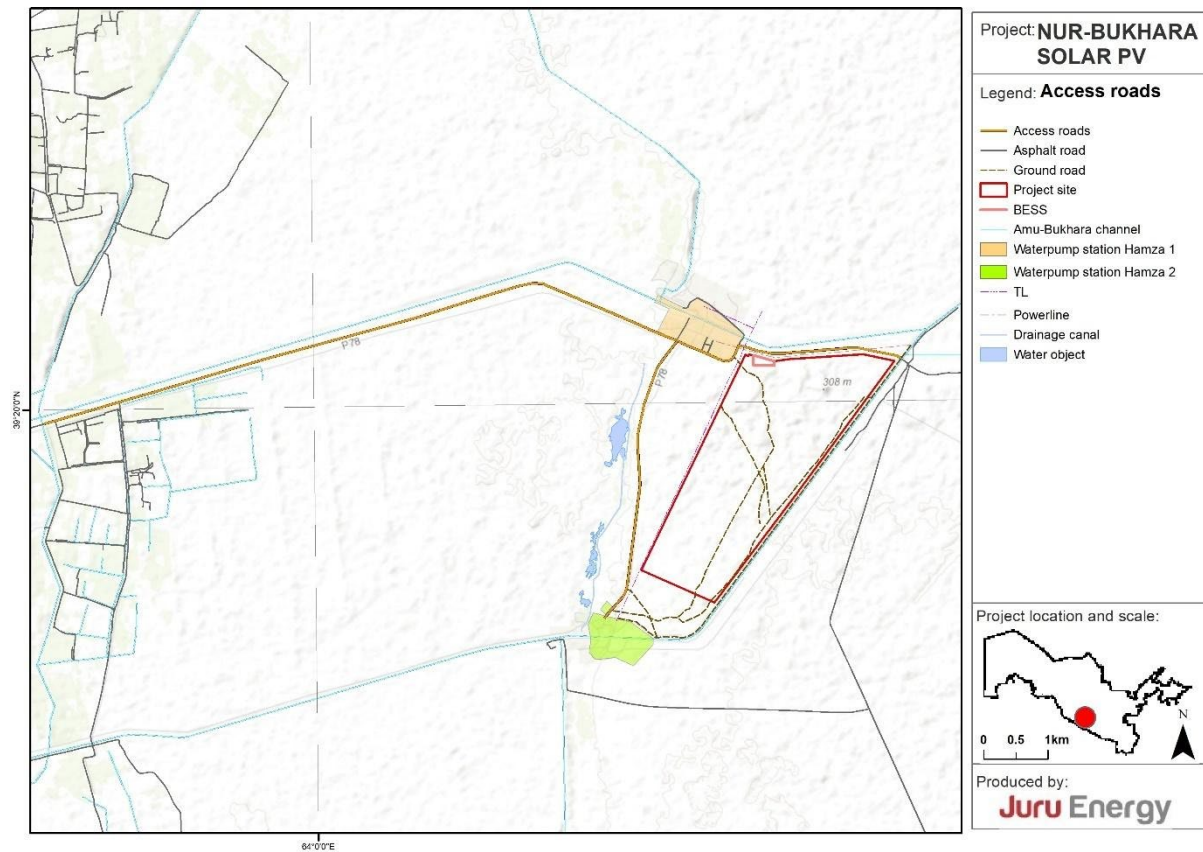 Project: NUR-BUKHARA
SOLAR PV
Legend: Access roads
Access roads
Asphalt road
Ground road
Project site
BESS
Amu-Bukhara channel
Waterpump station Hamza 1
Waterpump station Hamza 2
TL
Powerline
Drainage canal
Water object
P78
P78
H
308 m
39°20'0"N
64°0'0"E
Project location and scale:
N
0 0.5 1km
Produced by:
Juru Energy